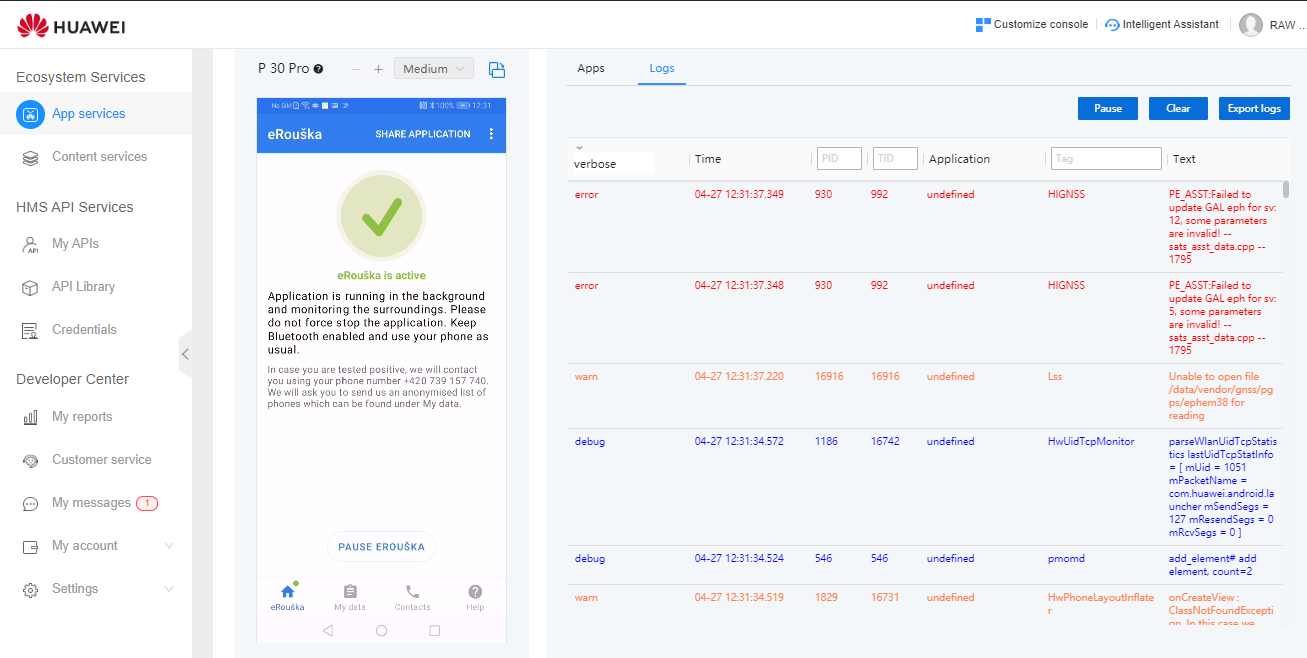 HUAWEI
Customize console
Intelligent Assistant
RAW ...
Ecosystem Services
App services
Content services
HMS API Services
My APIs
API Library
Credentials
Developer Center
My reports
Customer service
My messages 1
My account
Settings
P 30 Pro
Medium
No SIM
100% 12:31
eRouška SHARE APPLICATION
eRouška is active
Application is running in the background
and monitoring the surroundings. Please
do not force stop the application. Keep
Bluetooth enabled and use your phone as
usual.
In case you are tested positive, we will contact
you using your phone number +420 739 157 740.
We will ask you to send us an anonymised list of
phones which can be found under My data.
PAUSE EROUŠKA
eRouška My data Contacts Help
Apps Logs
Pause Clear Export logs
verbose Time PID TID Application Tag Text
error 04-27 12:31:37.349 930 992 undefined HIGNSS PE_ASST:Failed to
update GAL eph for sv:
12, some parameters
are invalid! --
sats_asst_data.cpp --
1795
error 04-27 12:31:37.348 930 992 undefined HIGNSS PE_ASST:Failed to
update GAL eph for sv:
5, some parameters
are invalid! --
sats_asst_data.cpp --
1795
warn 04-27 12:31:37.220 16916 16916 undefined Lss Unable to open file
/data/vendor/gnss/pg
ps/ephem38 for
reading
debug 04-27 12:31:34.572 1186 16742 undefined HwUidTcpMonitor parseWlanUidTcpStatis
tics lastUidTcpStatInfo
= [ mUid = 1051
mPacketName =
com.huawei.android.la
uncher mSendSegs =
127 mResendSegs = 0
mRcvSegs = 0 ]
debug 04-27 12:31:34.524 546 546 undefined pmomd add_element# add
element, count=2
warn 04-27 12:31:34.519 1829 16731 undefined HwPhoneLayoutInflate
r
onCreateView :
ClassNotFoundExcepti
on. In this case we